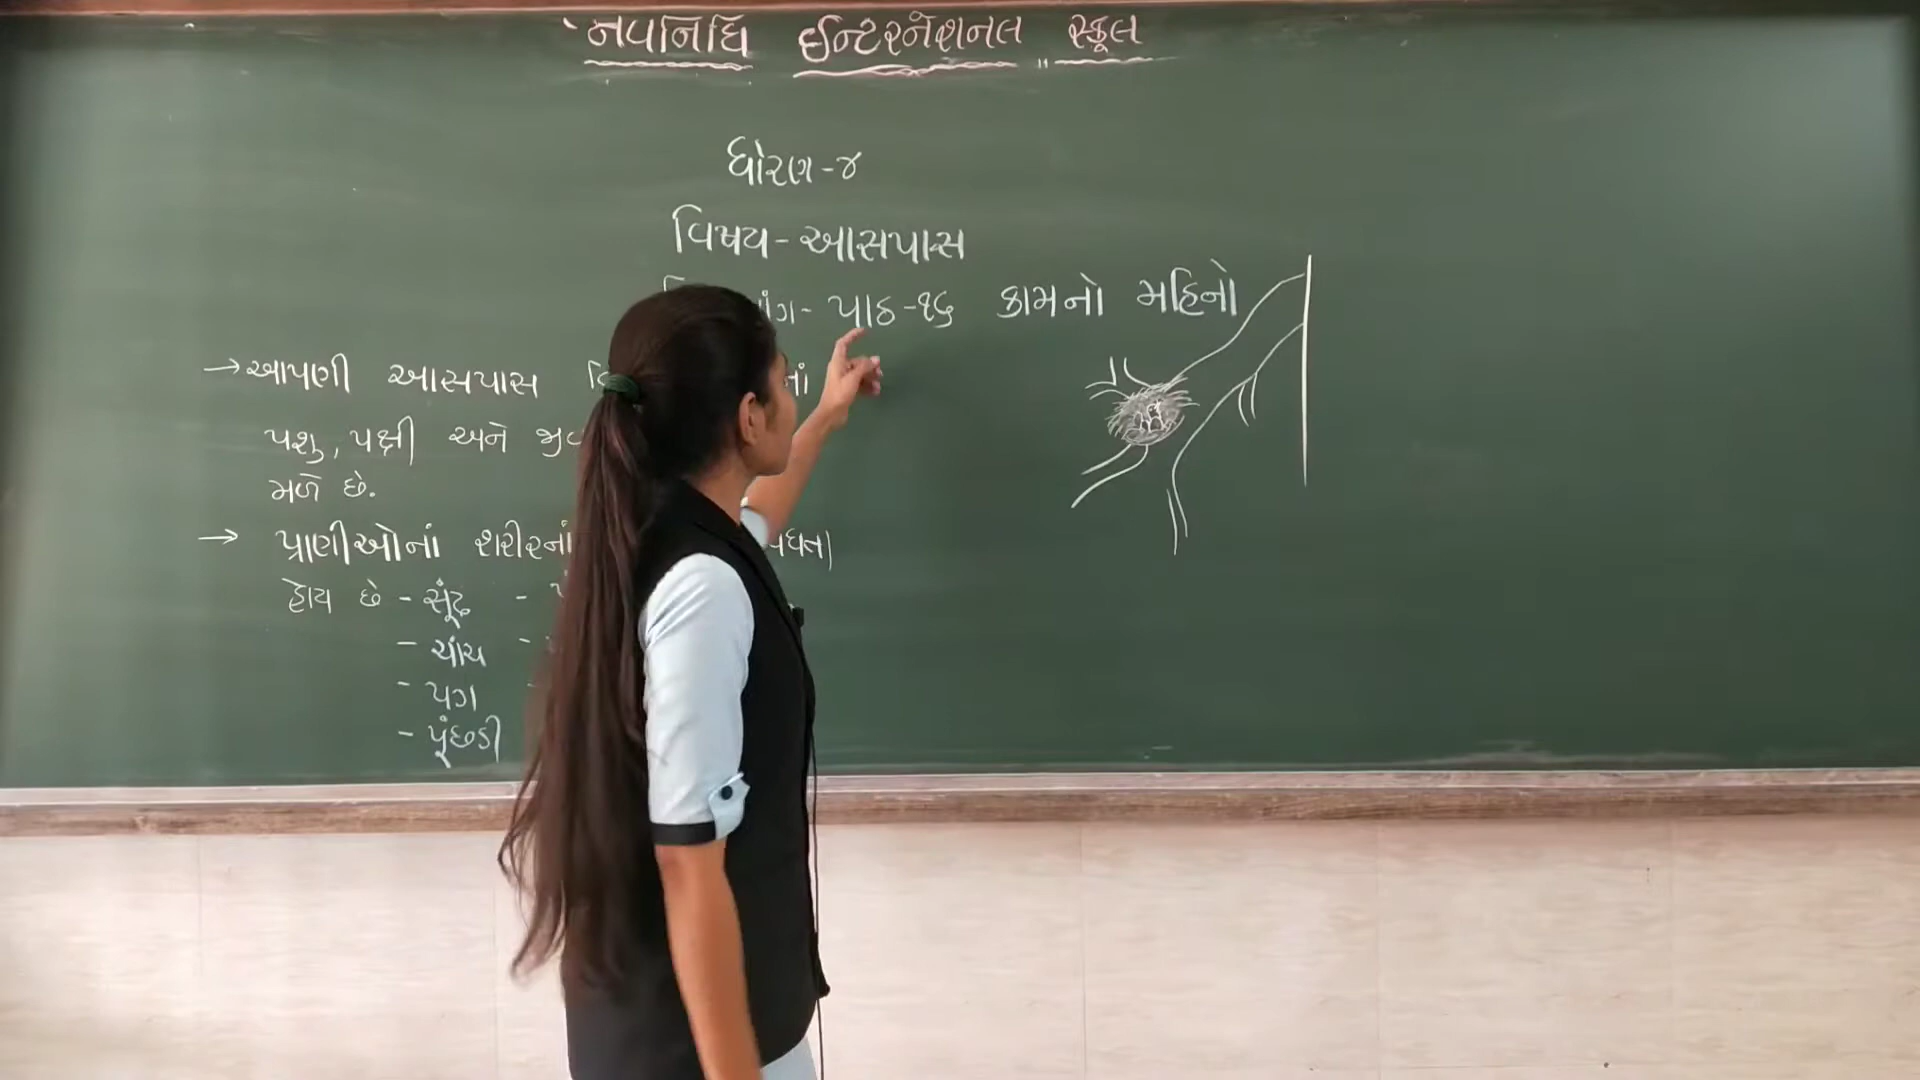 નવનિધિ ઈન્ટરનેશનલ સ્કૂલ
ધોરણ-૪
વિષય-આસપાસ
પાઠ-૧૬ કામનો મહિનો
→આપણી આસપાસ
પશુ, પક્ષી અને
મળે છે.
→ પ્રાણીઓનાં શરીરનાં
હોય છે - સૂંઢ
- ચાંચ
- પગ
- પૂંછડી